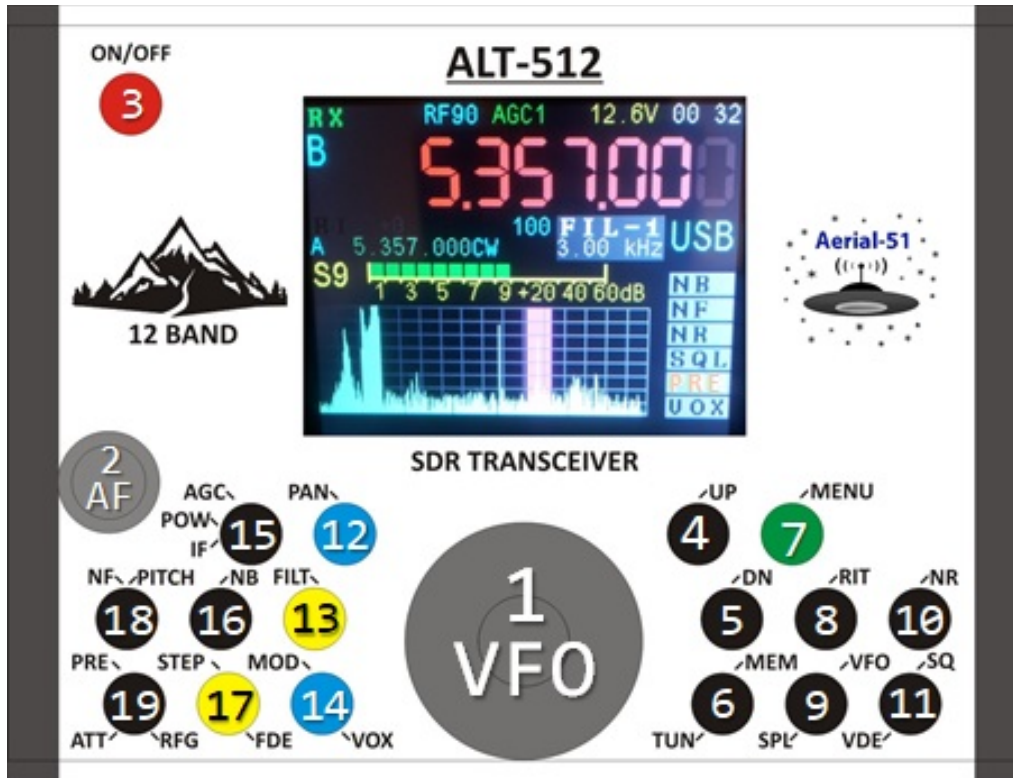 ON/OFF
3
ALT-512
RX RF90 AGC1 12.6V 00 32
B 5.357.000
100 FIL-1 USB
A 5.357.000CW 3.00 kHz
S9
1 3 5 7 9 +20 40 60dB
NB
NF
NR
SQL
PRE
VOX
12 BAND
Aerial-51
SDR TRANSCEIVER
2
AF
AGC PAN
POW
IF
15 12
NF PITCH NB FILT
18 16 13
PRE STEP MOD
19 17 14
ATT RFG FDE VOX
1
VFO
UP MENU
4 7
DN RIT NR
5 8 10
MEM VFO SQ
6 9 11
TUN SPL VDE